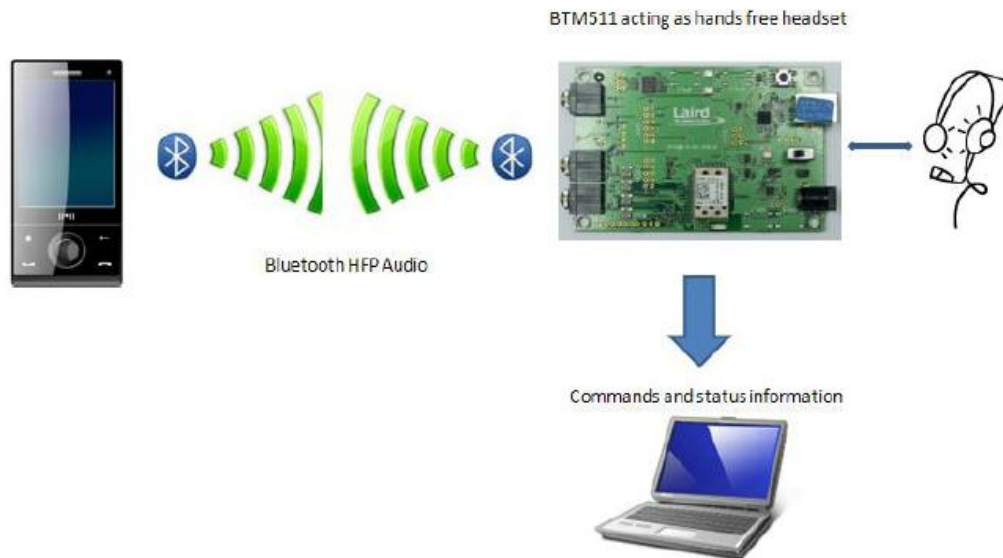 BTM511 acting as hands free headset
Laird
Bluetooth HFP Audio
Commands and status information